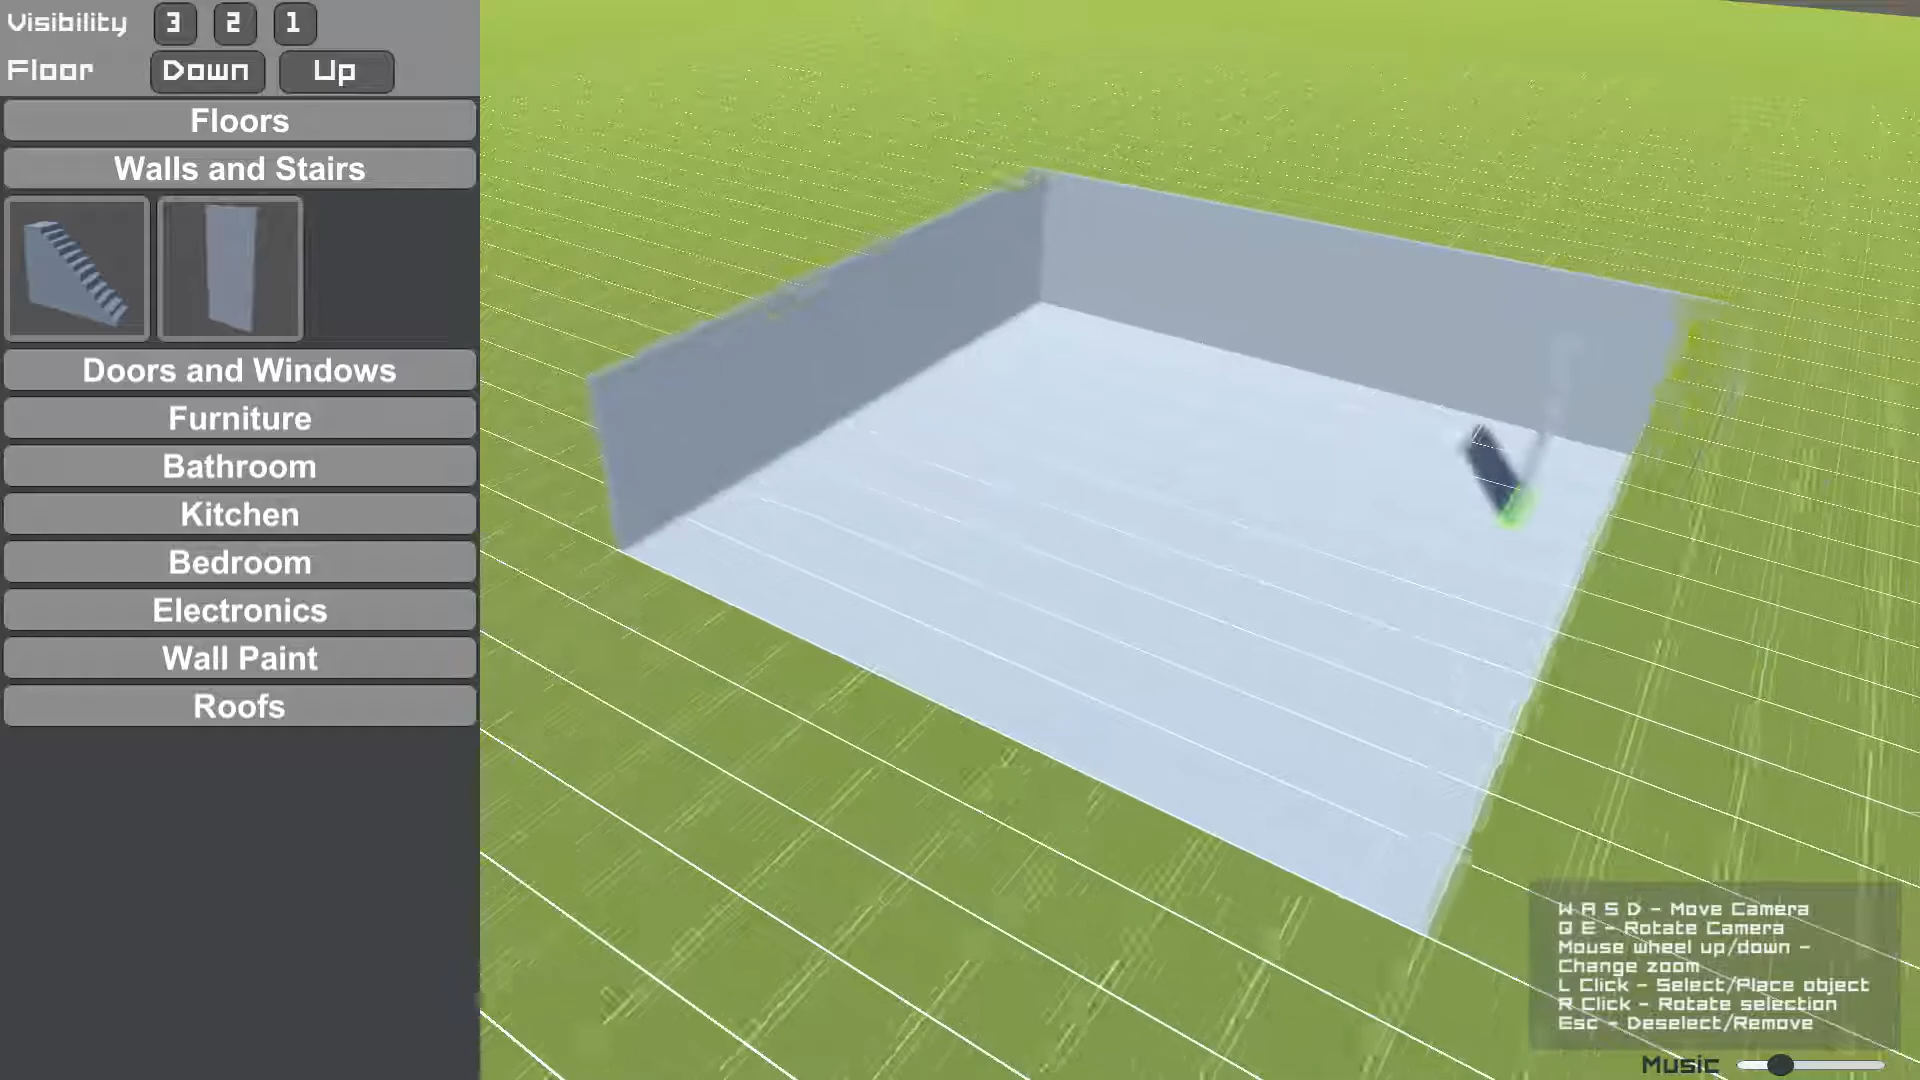 Visibility 3 2 1
Floor Down Up
Floors
Walls and Stairs
Doors and Windows
Furniture
Bathroom
Kitchen
Bedroom
Electronics
Wall Paint
Roofs
W A S D - Move Camera
Q E - Rotate Camera
Mouse wheel up/down -
Change zoom
L Click - Select/Place object
R Click - Rotate selection
Esc - Deselect/Remove
Music